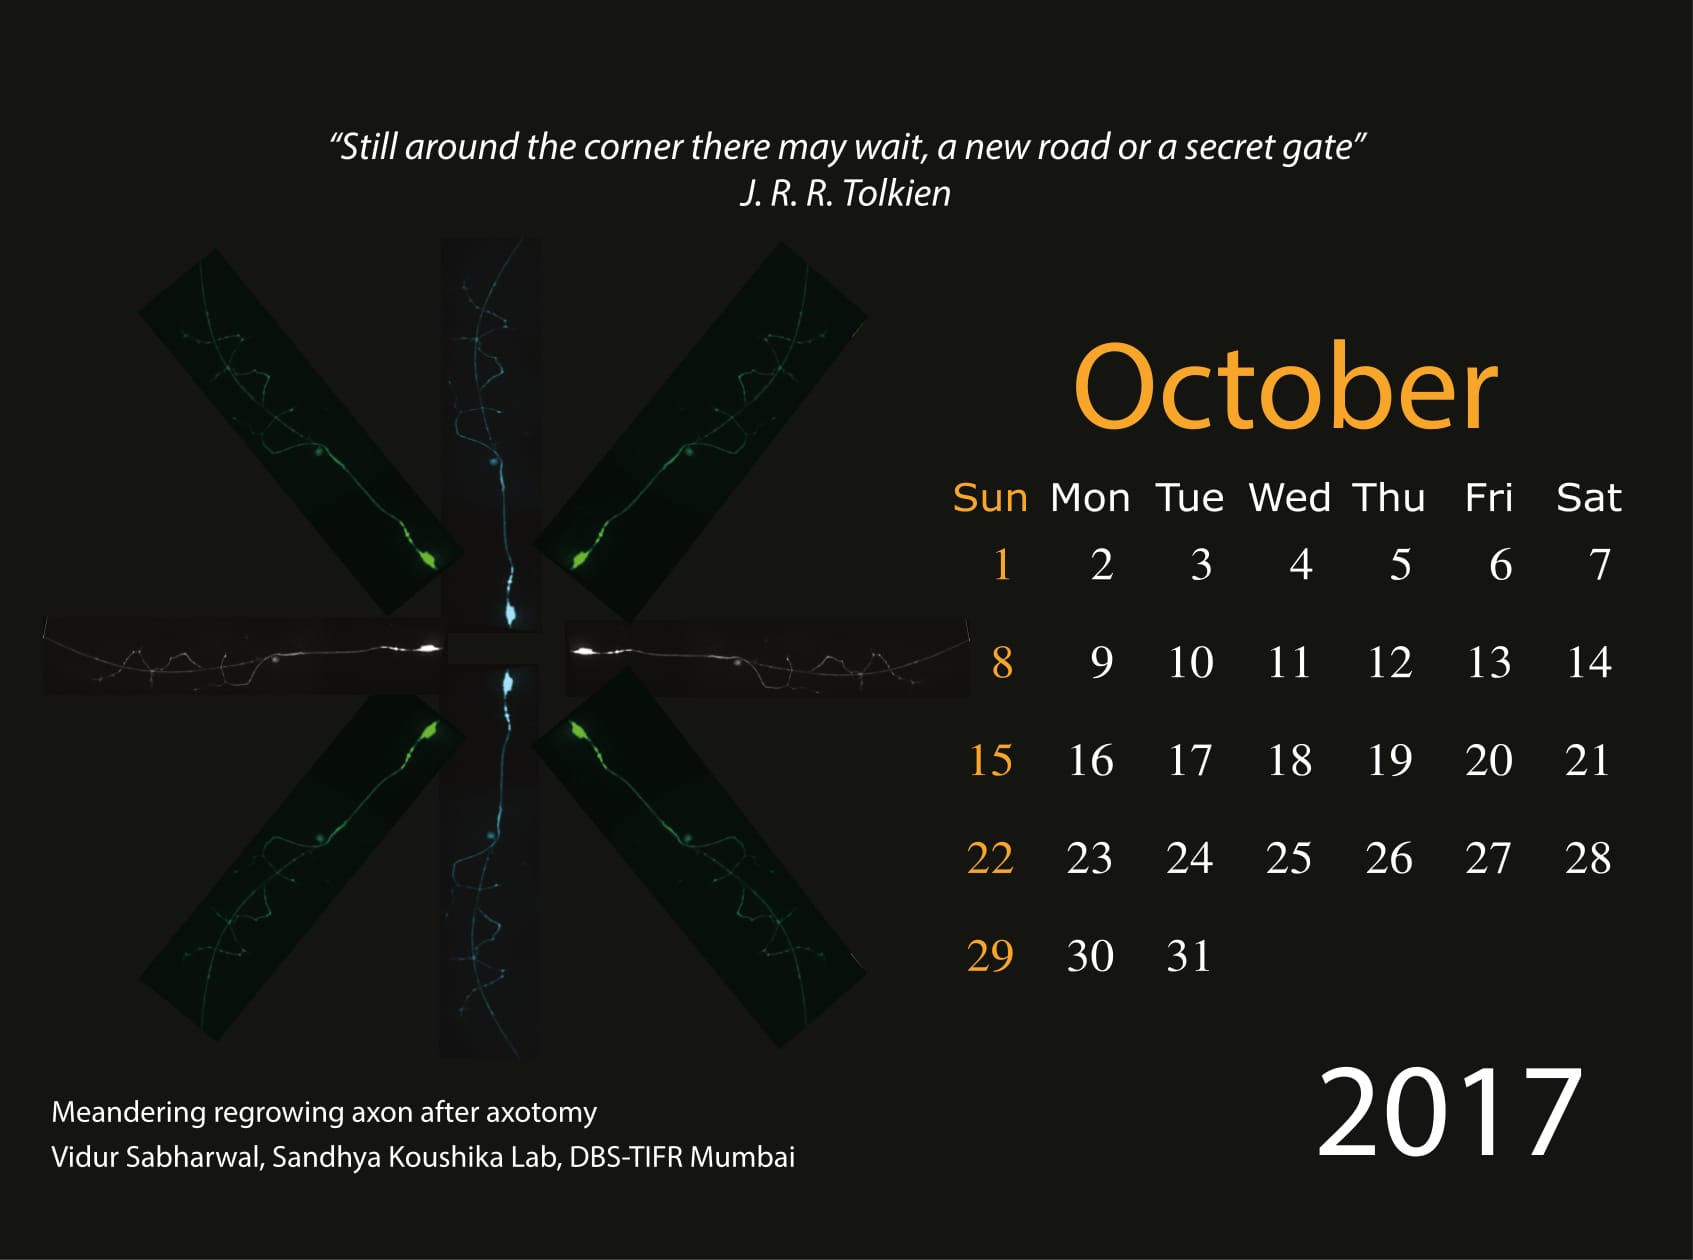 “Still around the corner there may wait, a new road or a secret gate”
J. R. R. Tolkien
October
Sun Mon Tue Wed Thu Fri Sat
1 2 3 4 5 6 7
8 9 10 11 12 13 14
15 16 17 18 19 20 21
22 23 24 25 26 27 28
29 30 31
2017
Meandering regrowing axon after axotomy
Vidur Sabharwal, Sandhya Koushika Lab, DBS-TIFR Mumbai